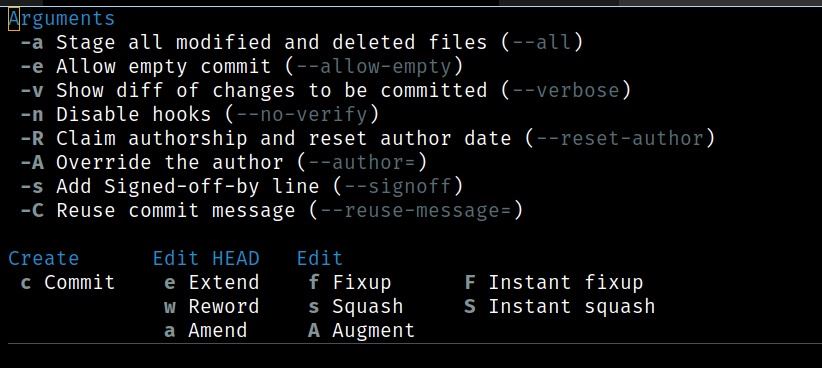 Arguments
-a Stage all modified and deleted files (--all)
-e Allow empty commit (--allow-empty)
-v Show diff of changes to be committed (--verbose)
-n Disable hooks (--no-verify)
-R Claim authorship and reset author date (--reset-author)
-A Override the author (--author=)
-s Add Signed-off-by line (--signoff)
-C Reuse commit message (--reuse-message=)
Create Edit HEAD Edit
c Commit e Extend f Fixup F Instant fixup
w Reword s Squash S Instant squash
a Amend A Augment